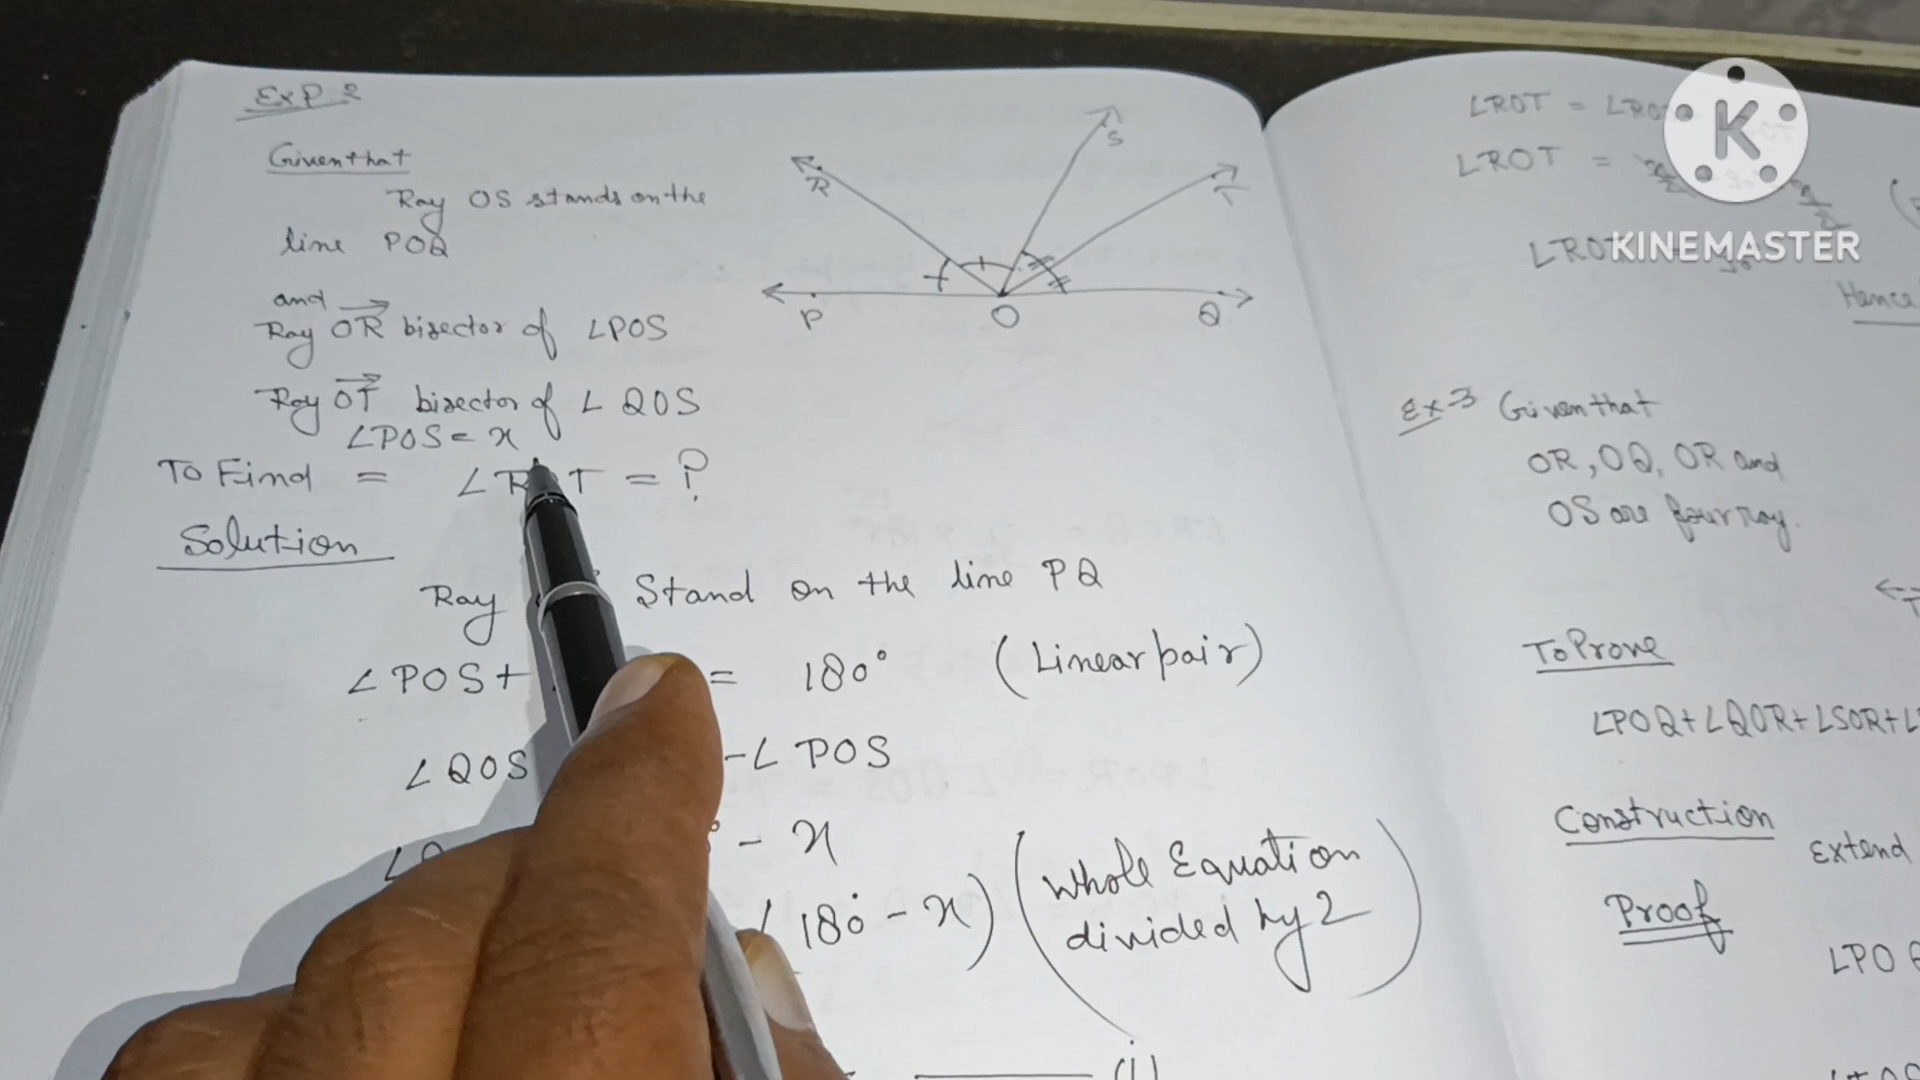 Exp 2
Given that
Ray OS stands on the
line POQ
and
Ray OR bisector of ∠POS
Ray OT bisector of ∠QOS
∠POS = x
To Find = ∠ROT = ?
Solution
Ray Stand on the line PQ
∠POS + = 180° (Linear pair)
∠QOS -∠POS
- x
180° - x) (Whole Equation
divided by 2
(i)
R
S
T
P
O
Q
∠ROT =
∠ROT =
∠ROT
Hence
KINEMASTER
Ex-3 Given that
OR, OQ, OR and
OS are four ray.
To Prove
∠POQ+∠QOR+∠SOR+∠
Construction
Extend
Proof
∠PO